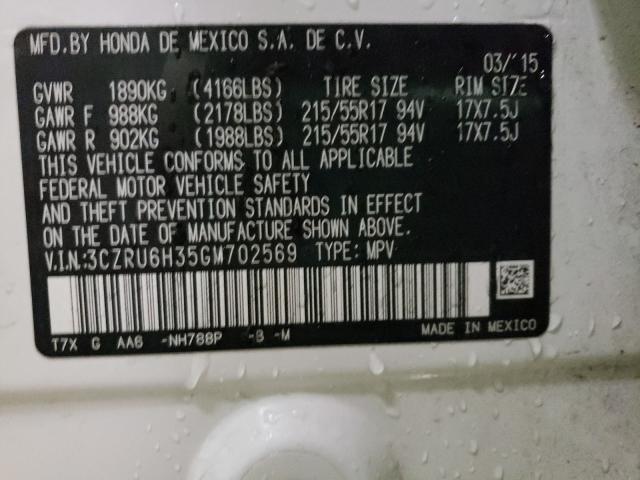 MFD.BY HONDA DE MEXICO S.A. DE C.V.
03/'15
GVWR 1890KG (4166LBS) TIRE SIZE RIM SIZE
GAWR F 988KG (2178LBS) 215/55R17 94V 17X7.5J
GAWR R 902KG (1988LBS) 215/55R17 94V 17X7.5J
THIS VEHICLE CONFORMS TO ALL APPLICABLE
FEDERAL MOTOR VEHICLE SAFETY
AND THEFT PREVENTION STANDARDS IN EFFECT
ON THE DATE OF MANUFACTURE SHOWN ABOVE.
V.I.N.:3CZRU6H35GM702569 TYPE: MPV
T7X G AA6 -NH788P -B -M MADE IN MEXICO